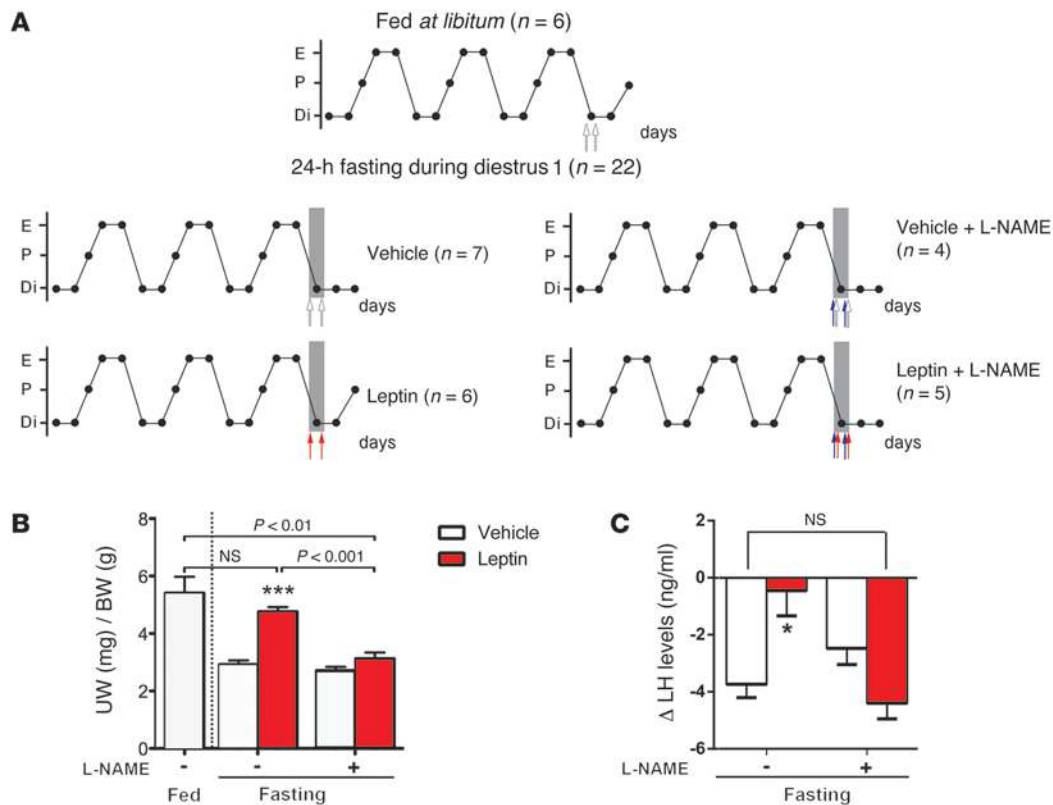 A
Fed at libitum (n = 6)
E
P
Di
days
24-h fasting during diestrus 1 (n = 22)
E
P
Di
Vehicle (n = 7)
days
E
P
Di
Vehicle + L-NAME
(n = 4)
days
E
P
Di
Leptin (n = 6)
days
E
P
Di
Leptin + L-NAME
(n = 5)
days
B
8
6
4
2
0
UW (mg) / BW (g)
P < 0.01
NS
P < 0.001
***
Vehicle
Leptin
L-NAME - - +
Fed Fasting
C
NS
2
0
-2
-4
-6
Δ LH levels (ng/ml)
*
L-NAME - +
Fasting